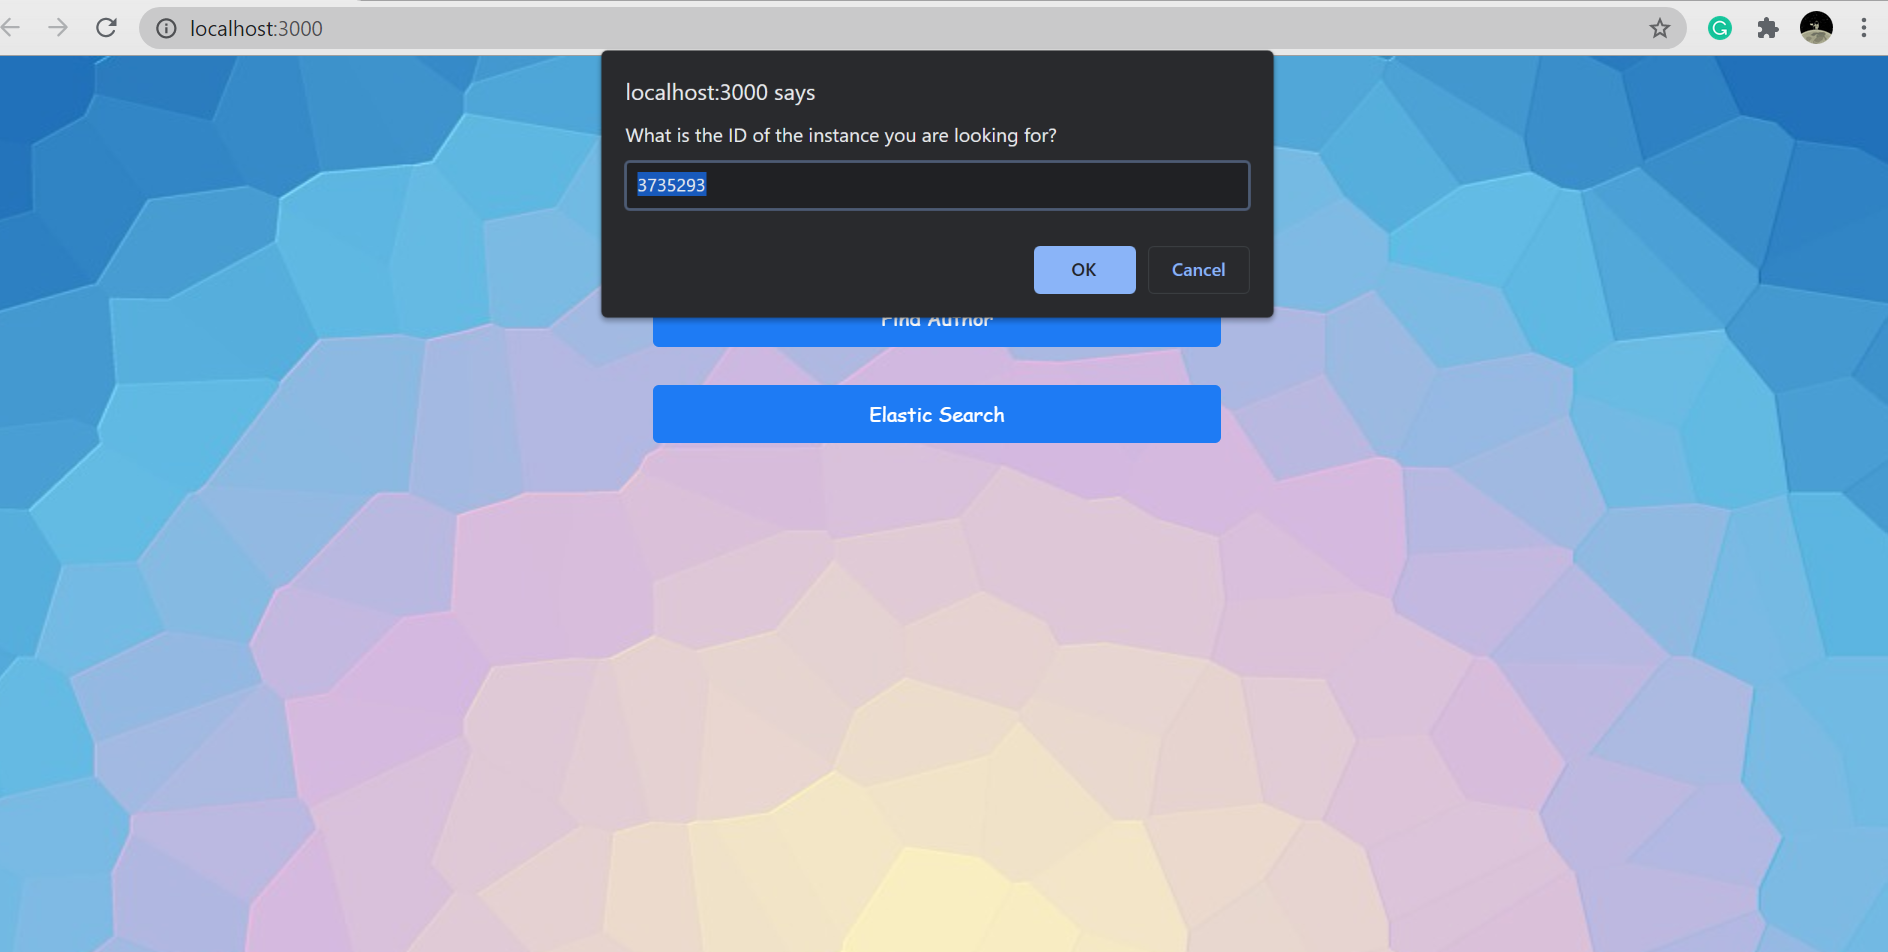 localhost:3000
localhost:3000 says
What is the ID of the instance you are looking for?
3735293
OK
Cancel
Find Author
Elastic Search